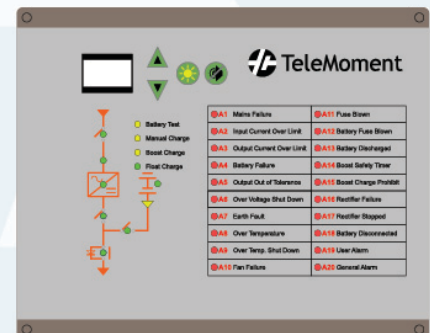 TeleMoment
Battery Test
Manual Charge
Boost Charge
Float Charge
A1 Mains Failure
A2 Input Current Over Limit
A3 Output Current Over Limit
A4 Battery Failure
A5 Output Out of Tolerance
A6 Over Voltage Shut Down
A7 Earth Fault
A8 Over Temperature
A9 Over Temp. Shut Down
A10 Fan Failure
A11 Fuse Blown
A12 Battery Fuse Blown
A13 Battery Discharged
A14 Boost Safety Timer
A15 Boost Charge Prohibit
A16 Rectifier Failure
A17 Rectifier Stopped
A18 Battery Disconnected
A19 User Alarm
A20 General Alarm